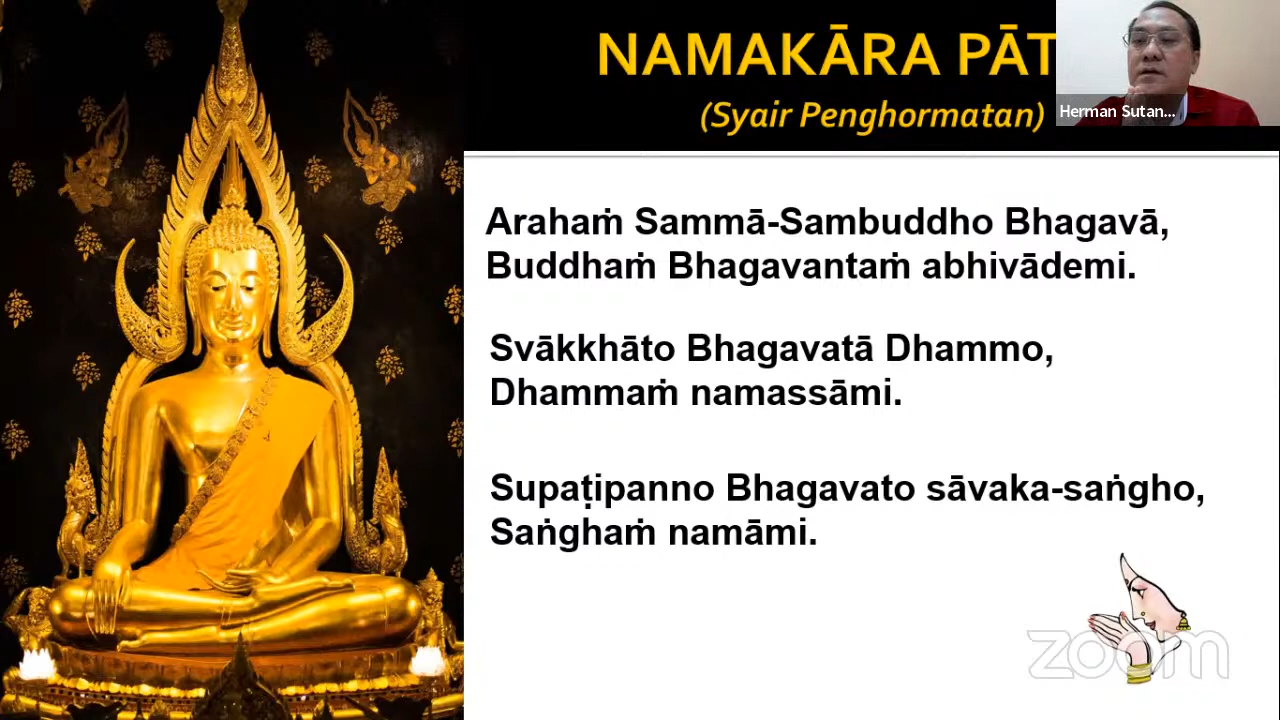 NAMAKĀRA PĀT
(Syair Penghormatan)
Herman Sutan...
Arahaṁ Sammā-Sambuddho Bhagavā,
Buddhaṁ Bhagavantaṁ abhivādemi.
Svākkhāto Bhagavatā Dhammo,
Dhammaṁ namassāmi.
Supaṭipanno Bhagavato sāvaka-saṅgho,
Saṅghaṁ namāmi.
zoom